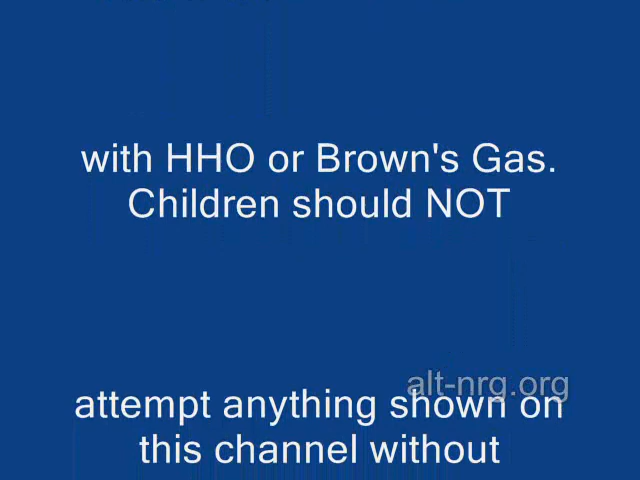 with HHO or Brown's Gas.
Children should NOT
alt-nrg.org
attempt anything shown on
this channel without